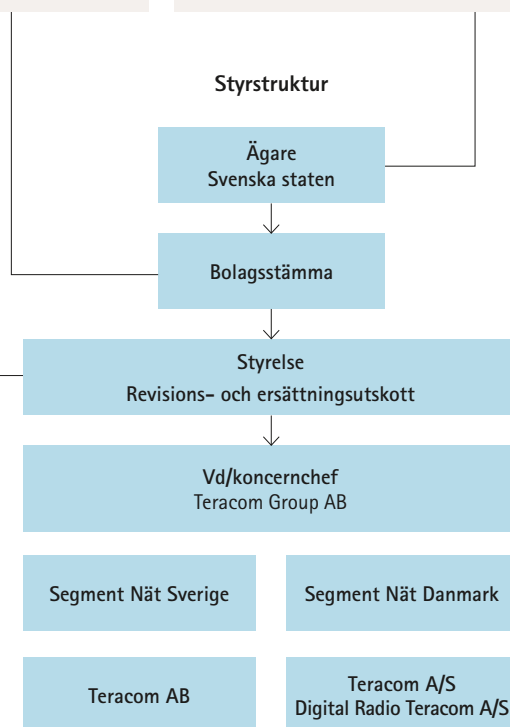 Styrstruktur
Ägare
Svenska staten
Bolagsstämma
Styrelse
Revisions- och ersättningsutskott
Vd/koncernchef
Teracom Group AB
Segment Nät Sverige
Segment Nät Danmark
Teracom AB
Teracom A/S
Digital Radio Teracom A/S